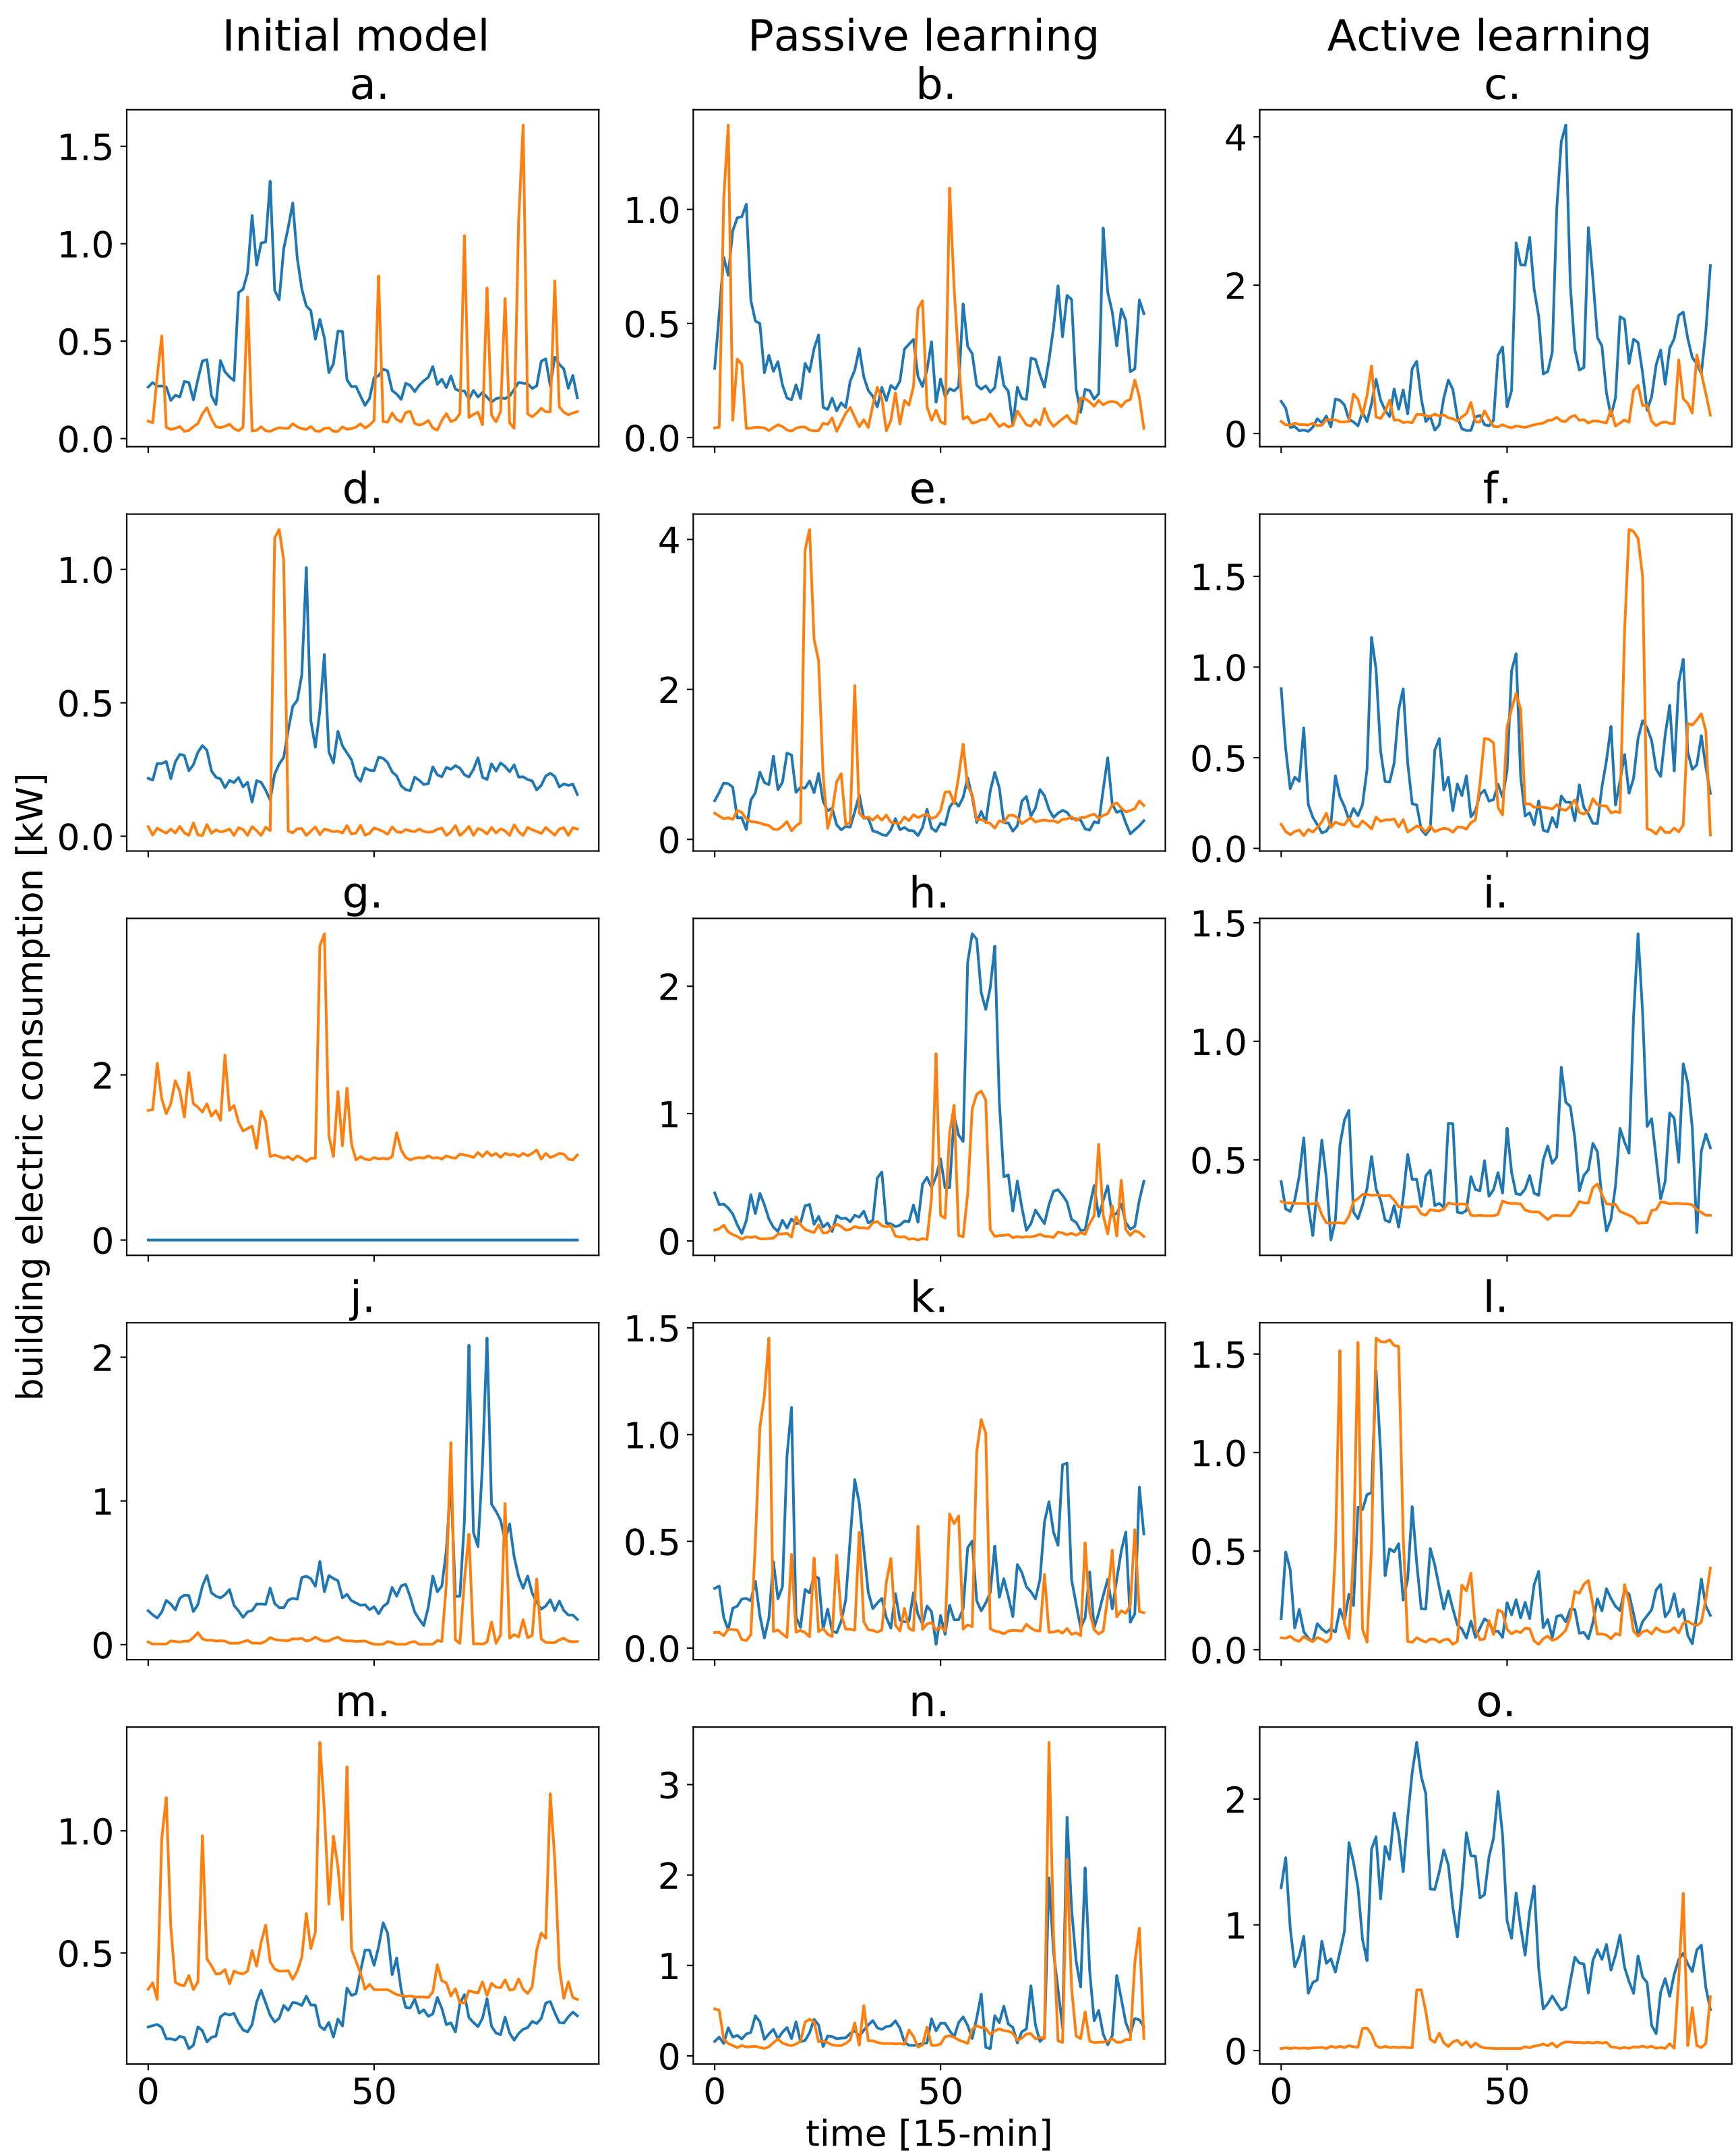 Initial model
Passive learning
Active learning
a.
b.
c.
1.5
1.0
0.5
0.0
1.0
0.5
0.0
4
2
0
d.
e.
f.
1.0
0.5
0.0
4
2
0
1.5
1.0
0.5
0.0
g.
h.
i.
2
0
2
1
0
1.5
1.0
0.5
j.
k.
l.
2
1
0
1.5
1.0
0.5
0.0
1.5
1.0
0.5
0.0
m.
n.
o.
1.0
0.5
3
2
1
0
2
1
0
0 50
0 50
0 50
building electric consumption [kW]
time [15-min]